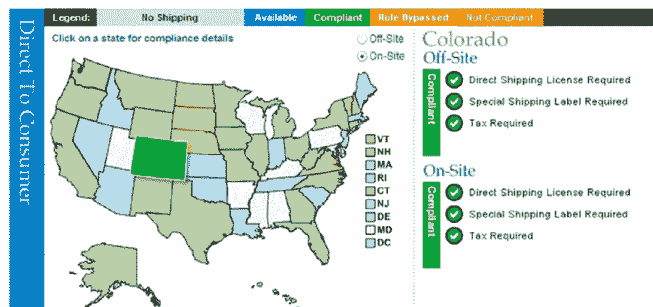 Legend: No Shipping Available Compliant Rule Bypassed Not Compliant
Direct To Consumer
Click on a state for compliance details
Off-Site
On-Site
VT
NH
MA
RI
CT
NJ
DE
MD
DC
Colorado
Off-Site
Compliant
Direct Shipping License Required
Special Shipping Label Required
Tax Required
On-Site
Compliant
Direct Shipping License Required
Special Shipping Label Required
Tax Required